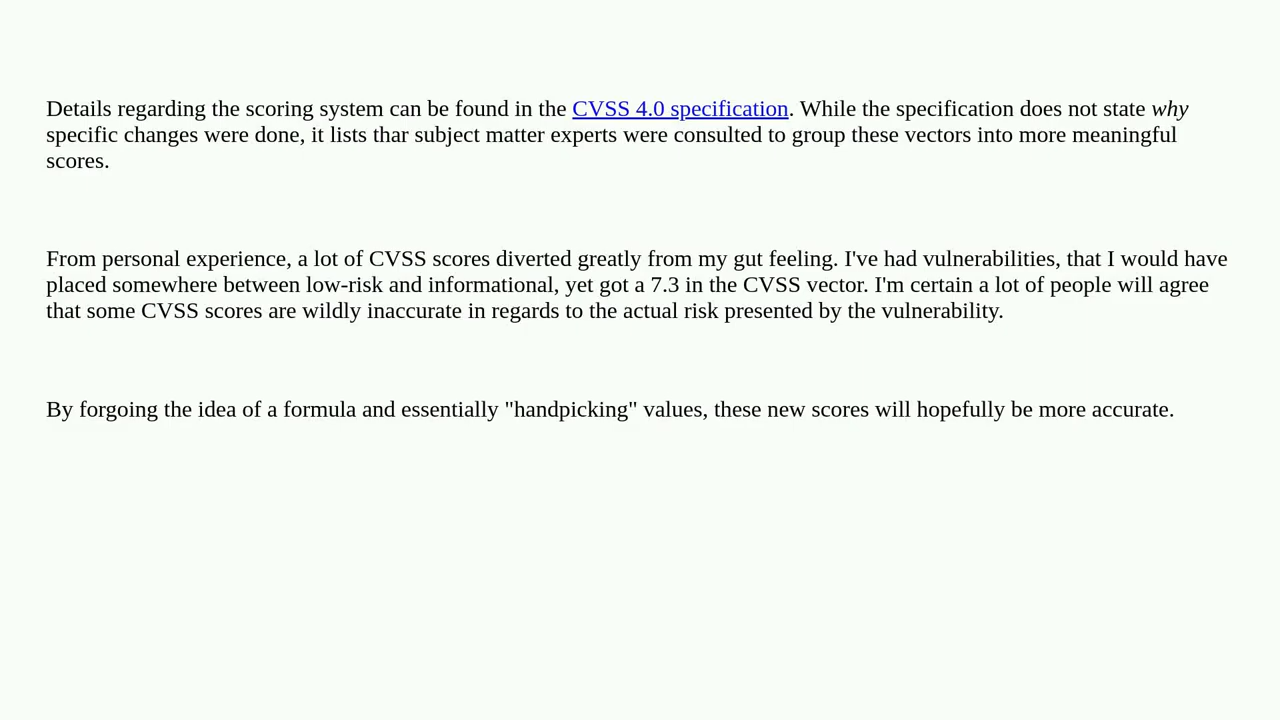 Details regarding the scoring system can be found in the CVSS 4.0 specification. While the specification does not state why
specific changes were done, it lists thar subject matter experts were consulted to group these vectors into more meaningful
scores.
From personal experience, a lot of CVSS scores diverted greatly from my gut feeling. I've had vulnerabilities, that I would have
placed somewhere between low-risk and informational, yet got a 7.3 in the CVSS vector. I'm certain a lot of people will agree
that some CVSS scores are wildly inaccurate in regards to the actual risk presented by the vulnerability.
By forgoing the idea of a formula and essentially "handpicking" values, these new scores will hopefully be more accurate.